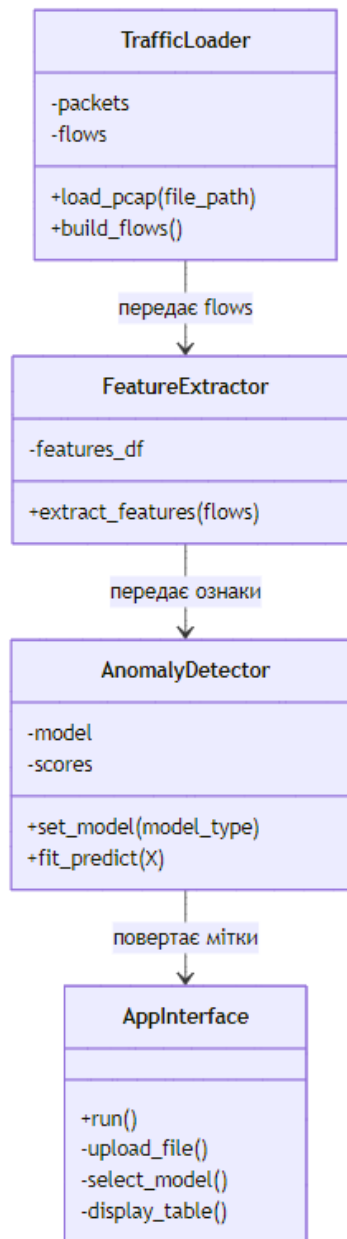 TrafficLoader
-packets
-flows
+load_pcap(file_path)
+build_flows()
передає flows
FeatureExtractor
-features_df
+extract_features(flows)
передає ознаки
AnomalyDetector
-model
-scores
+set_model(model_type)
+fit_predict(X)
повертає мітки
AppInterface
+run()
-upload_file()
-select_model()
-display_table()